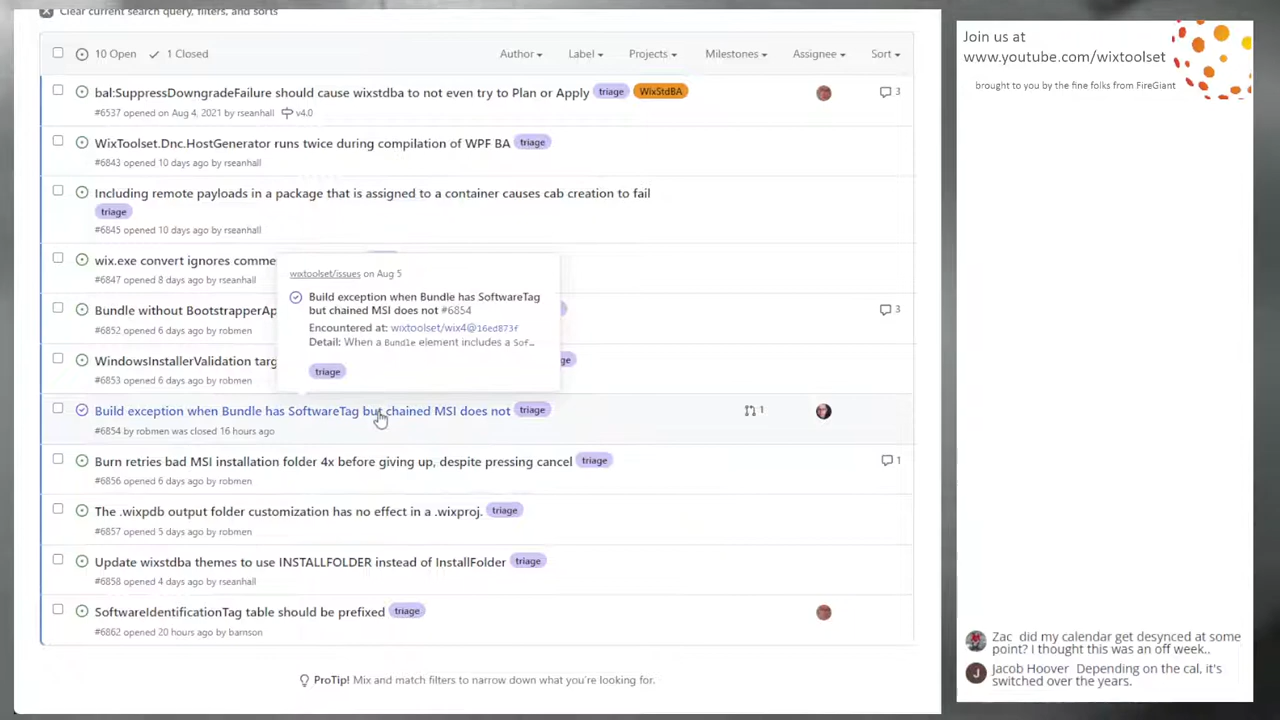 Clear current search query, filters, and sorts
10 Open 1 Closed Author Label Projects Milestones Assignee Sort
bal:SuppressDowngradeFailure should cause wixstdba to not even try to Plan or Apply triage WixStdBA 3
#6537 opened on Aug 4, 2021 by rseanhall v4.0
WixToolset.Dnc.HostGenerator runs twice during compilation of WPF BA triage
#6843 opened 10 days ago by rseanhall
Including remote payloads in a package that is assigned to a container causes cab creation to fail
triage
#6845 opened 10 days ago by rseanhall
wix.exe convert ignores comme
#6847 opened 8 days ago by rseanhall
Bundle without BootstrapperAp 3
#6852 opened 6 days ago by robmen
WindowsInstallerValidation targ ge
#6853 opened 6 days ago by robmen
wixtoolset/issues on Aug 5
Build exception when Bundle has SoftwareTag
but chained MSI does not #6854
Encountered at: wixtoolset/wix4@16ed873f
Detail: When a Bundle element includes a Sof…
triage
Build exception when Bundle has SoftwareTag but chained MSI does not triage 1
#6854 by robmen was closed 16 hours ago
Burn retries bad MSI installation folder 4x before giving up, despite pressing cancel triage 1
#6856 opened 6 days ago by robmen
The .wixpdb output folder customization has no effect in a .wixproj. triage
#6857 opened 5 days ago by robmen
Update wixstdba themes to use INSTALLFOLDER instead of InstallFolder triage
#6858 opened 4 days ago by rseanhall
SoftwareIdentificationTag table should be prefixed triage
#6862 opened 20 hours ago by barnson
ProTip! Mix and match filters to narrow down what you're looking for.
Join us at
www.youtube.com/wixtoolset
brought to you by the fine folks from FireGiant
Zac did my calendar get desynced at some
point? I thought this was an off week..
J Jacob Hoover Depending on the cal, it's
switched over the years.